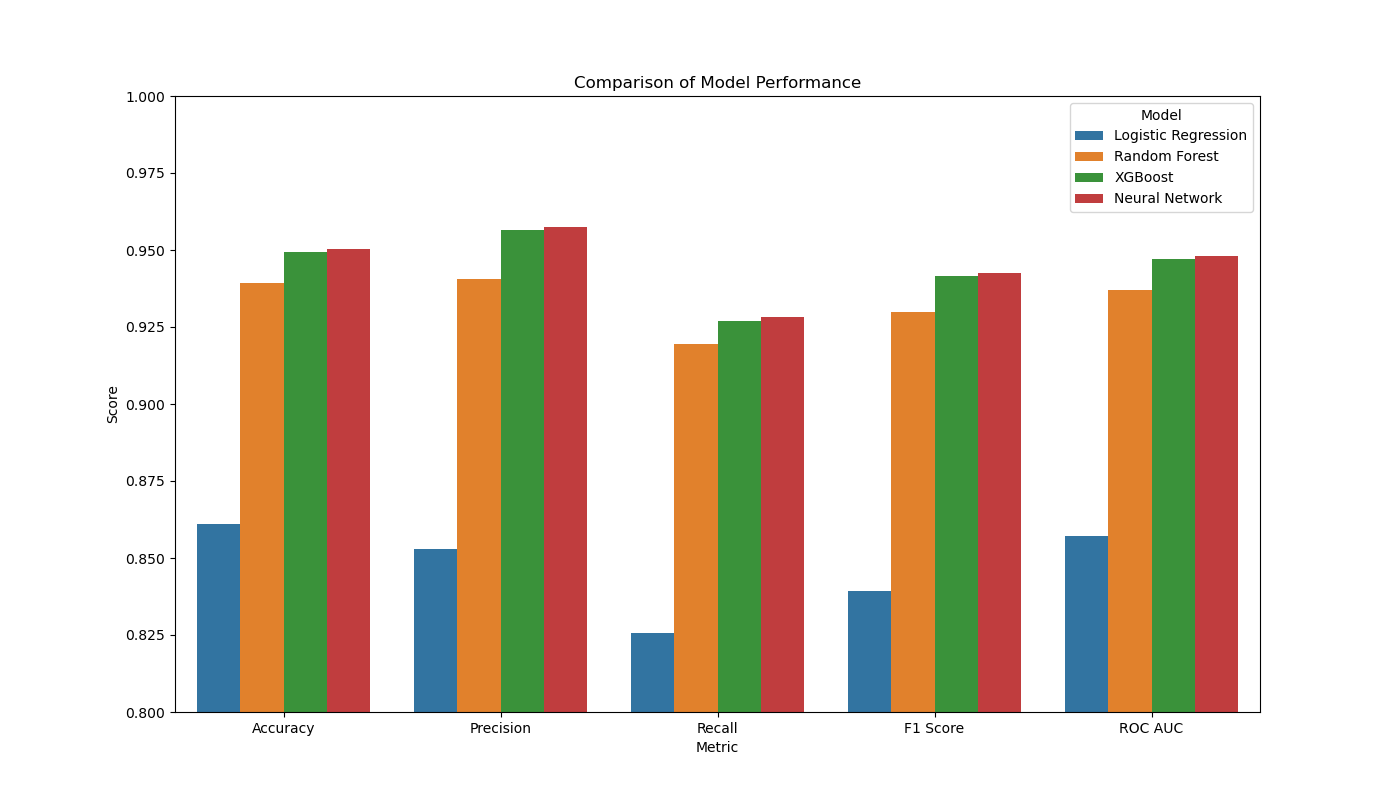 Comparison of Model Performance
Model
Logistic Regression
Random Forest
XGBoost
Neural Network
Score
1.000
0.975
0.950
0.925
0.900
0.875
0.850
0.825
0.800
Accuracy Precision Recall F1 Score ROC AUC
Metric